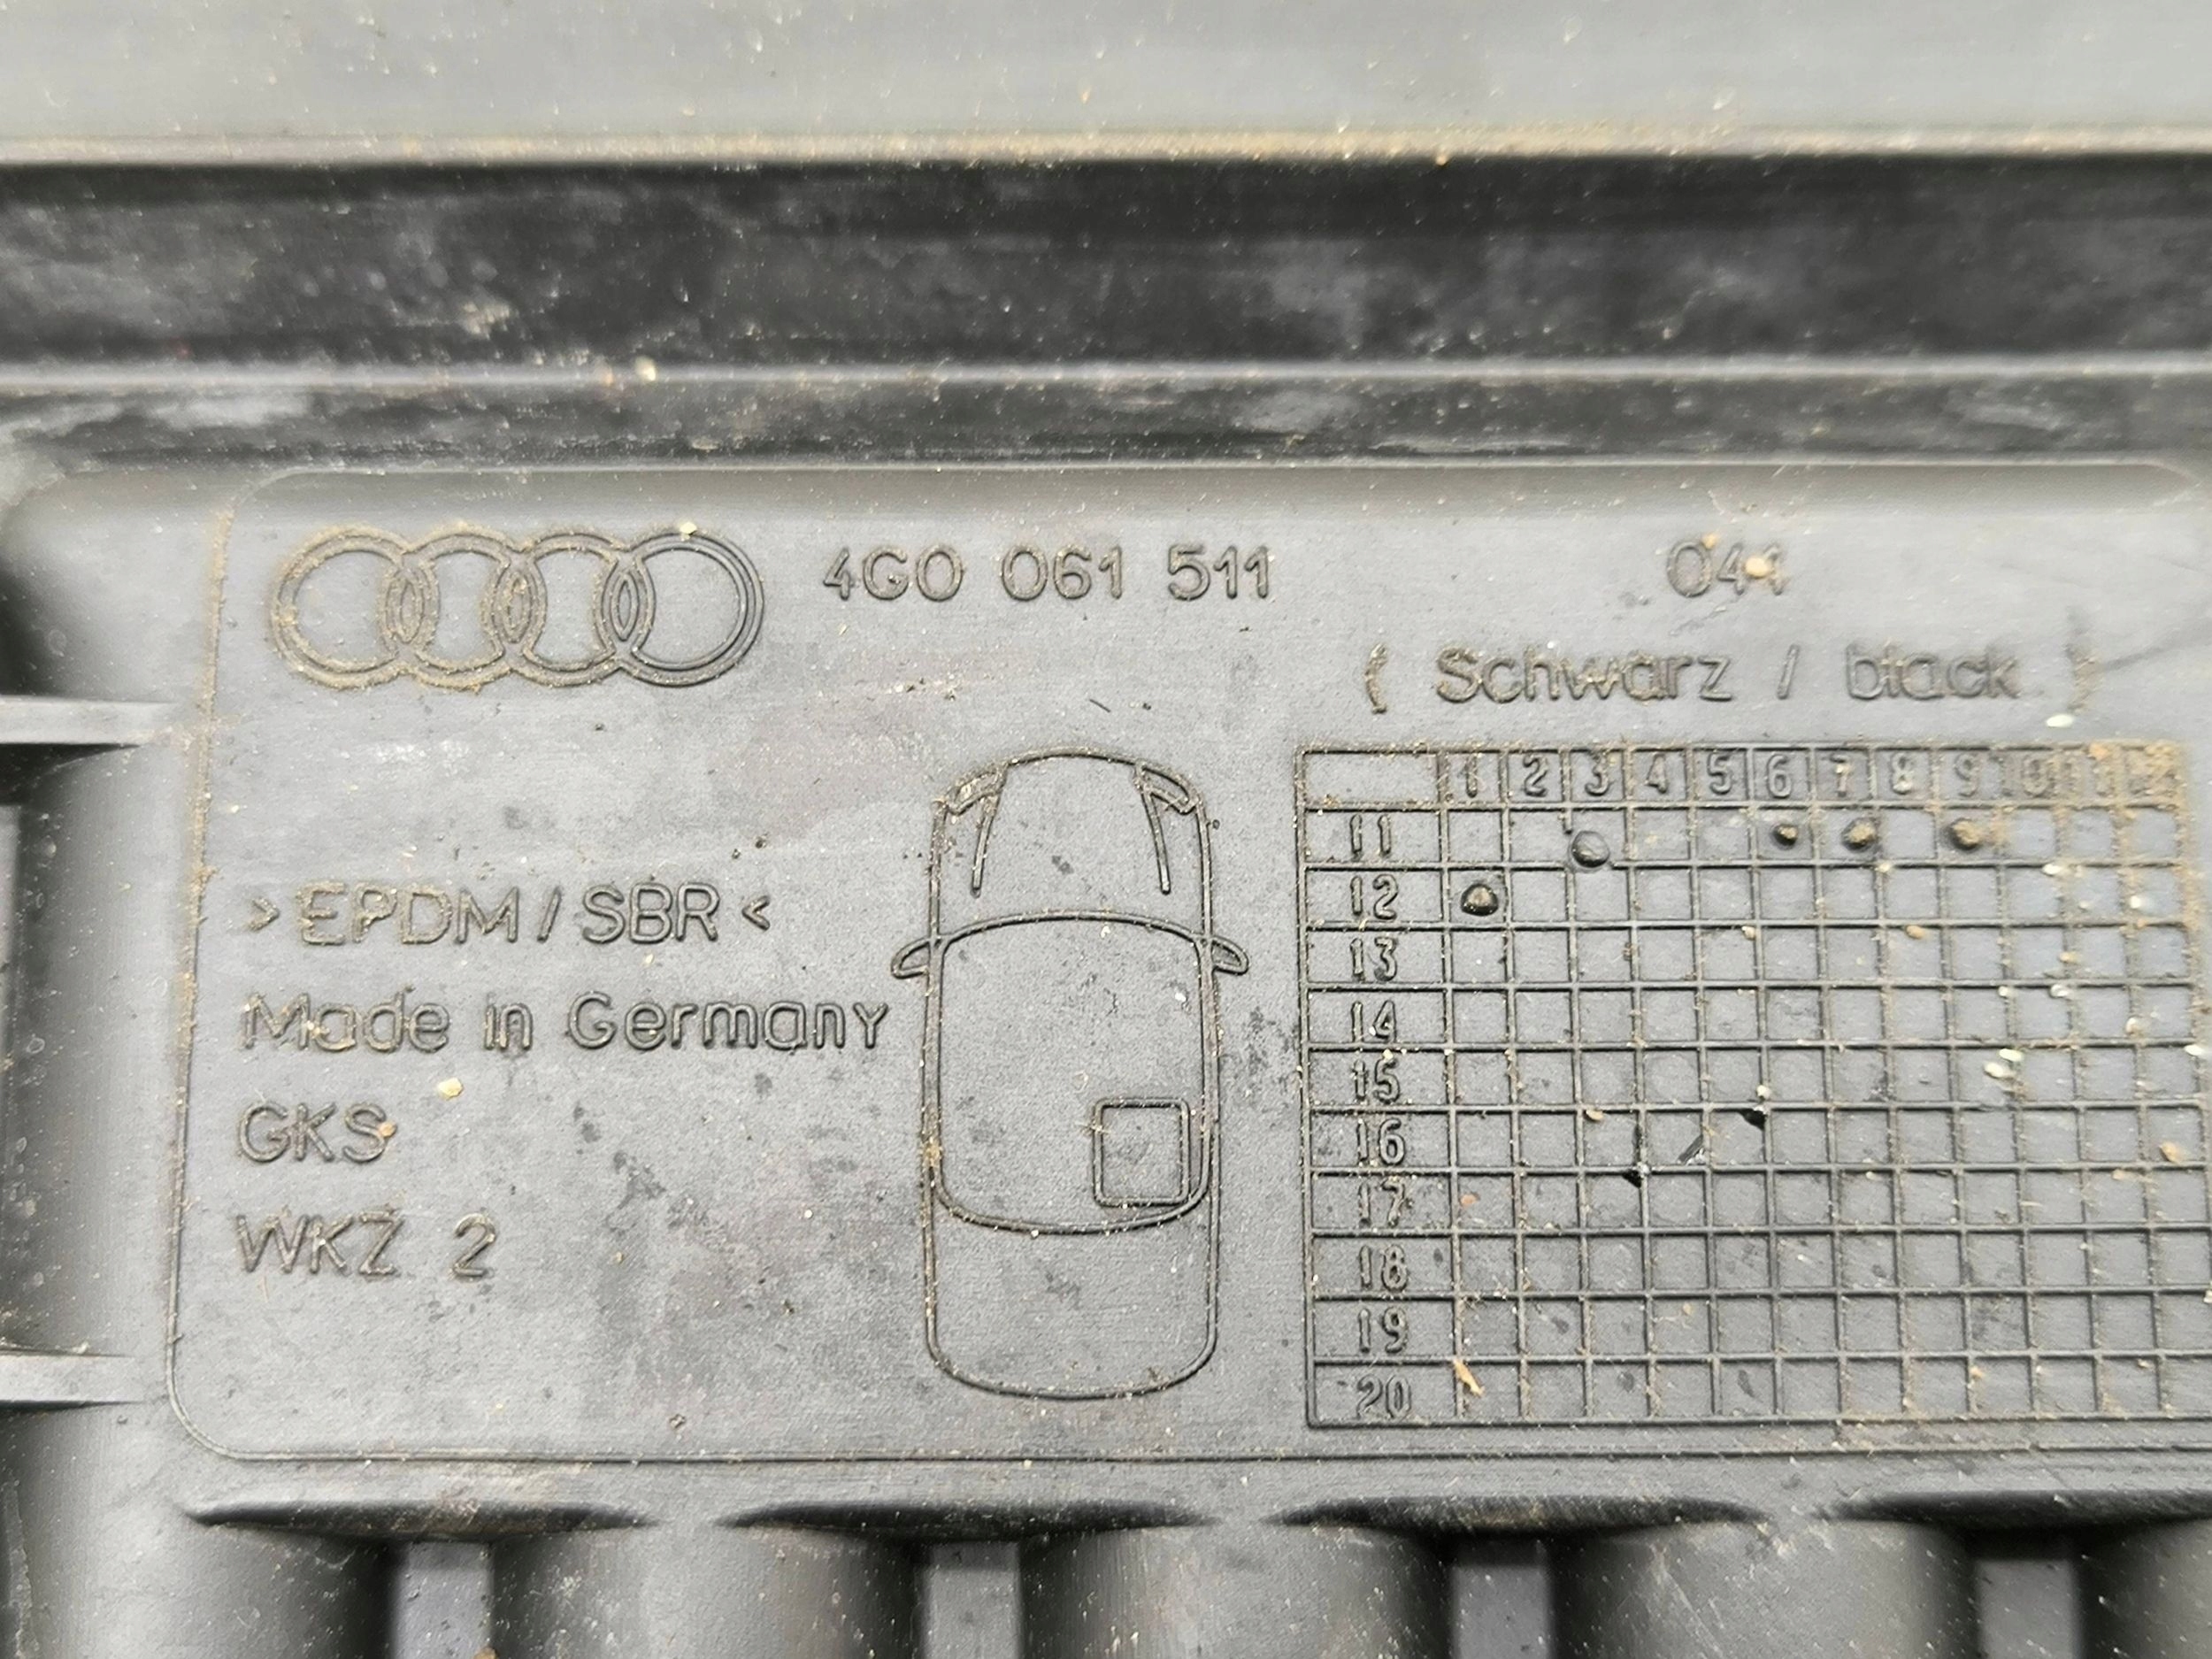 4G0 061 511 041
( Schwarz / black )
>EPDM/SBR<
Made in Germany
GKS
WKZ 2
1 2 3 4 5 6 7 8 9 10 11 12
11
12
13
14
15
16
17
18
19
20